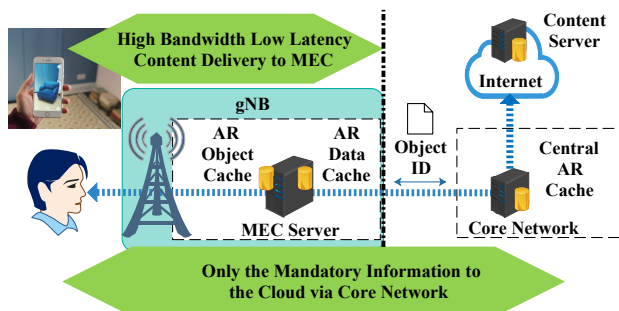 High Bandwidth Low Latency
Content Delivery to MEC
Content
Server
Internet
gNB
AR
Object
Cache
AR
Data
Cache
MEC Server
Object
ID
Central
AR
Cache
Core Network
Only the Mandatory Information to
the Cloud via Core Network